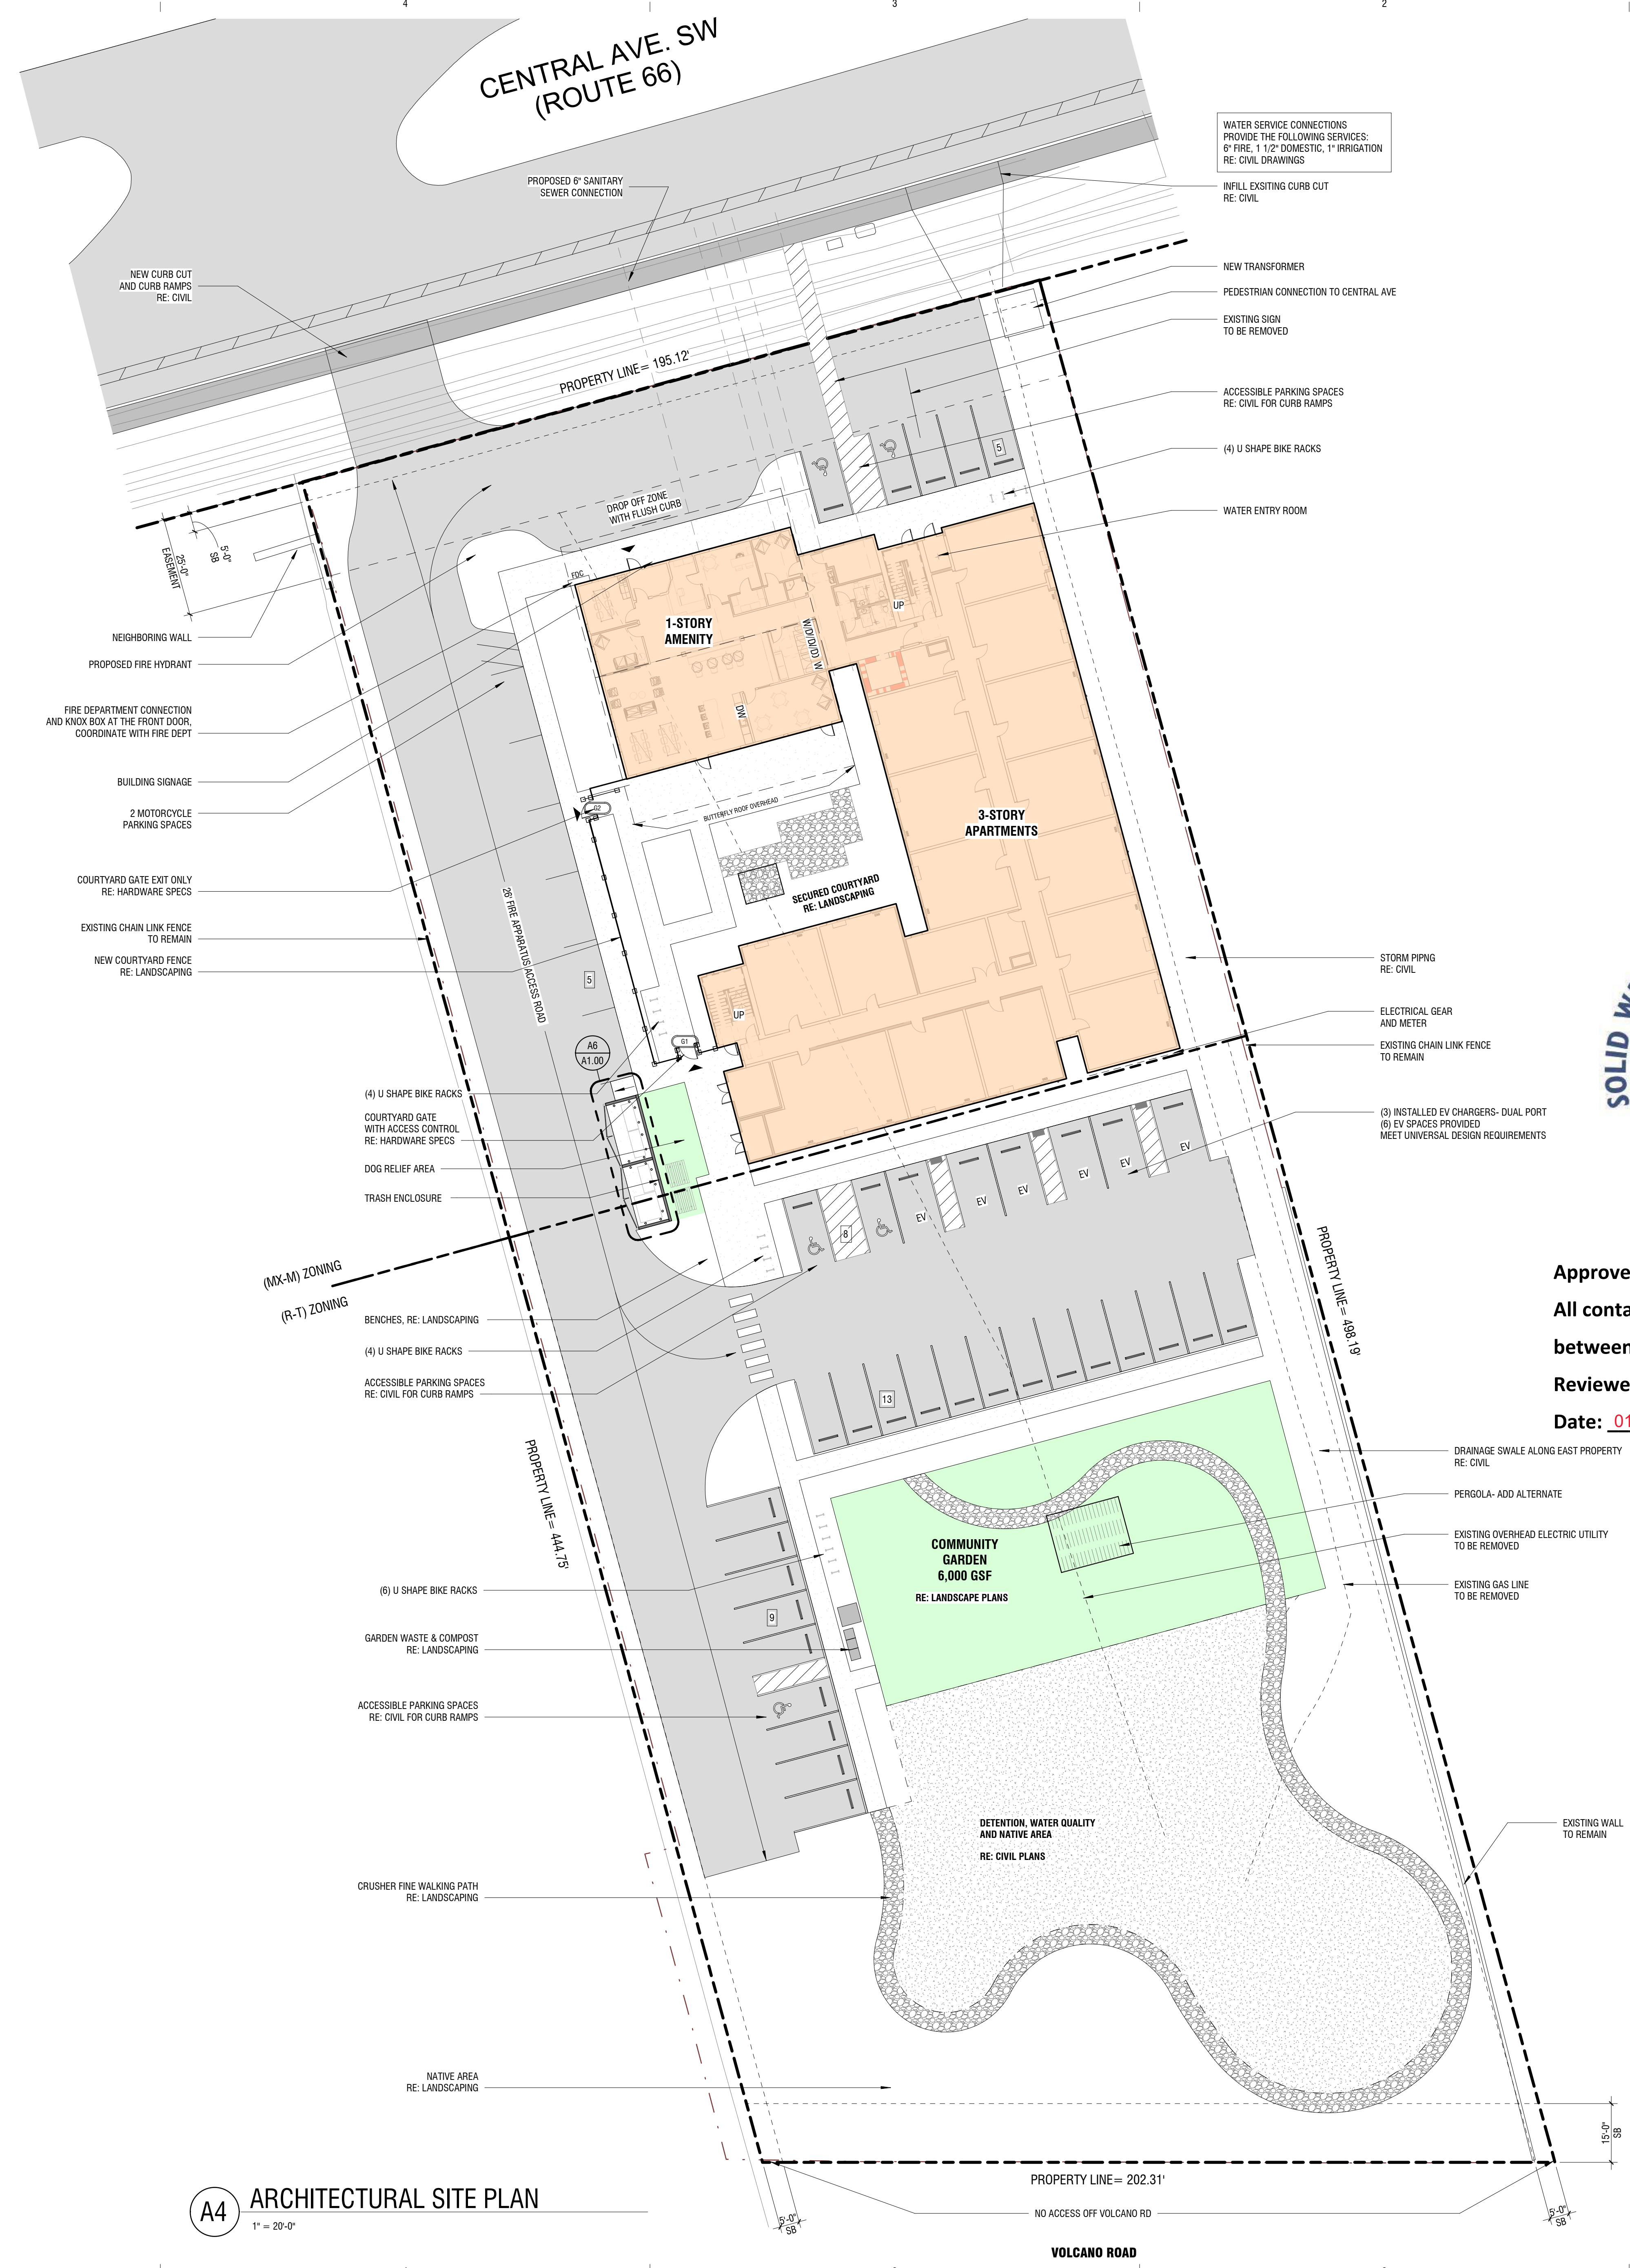 4
3
2
CENTRAL AVE. SW
(ROUTE 66)
WATER SERVICE CONNECTIONS
PROVIDE THE FOLLOWING SERVICES:
6" FIRE, 1 1/2" DOMESTIC, 1" IRRIGATION
RE: CIVIL DRAWINGS
PROPOSED 6" SANITARY
SEWER CONNECTION
INFILL EXSITING CURB CUT
RE: CIVIL
NEW CURB CUT
AND CURB RAMPS
RE: CIVIL
NEW TRANSFORMER
PEDESTRIAN CONNECTION TO CENTRAL AVE
EXISTING SIGN
TO BE REMOVED
PROPERTY LINE= 195.12'
ACCESSIBLE PARKING SPACES
RE: CIVIL FOR CURB RAMPS
5
(4) U SHAPE BIKE RACKS
DROP OFF ZONE
WITH FLUSH CURB
WATER ENTRY ROOM
5'-0"
SB
25'-0"
EASEMENT
FDC
UP
1-STORY
AMENITY
W/D/D/D/D W
DW
NEIGHBORING WALL
PROPOSED FIRE HYDRANT
FIRE DEPARTMENT CONNECTION
AND KNOX BOX AT THE FRONT DOOR,
COORDINATE WITH FIRE DEPT
BUILDING SIGNAGE
2 MOTORCYCLE
PARKING SPACES
G2
BUTTERFLY ROOF OVERHEAD
3-STORY
APARTMENTS
COURTYARD GATE EXIT ONLY
RE: HARDWARE SPECS
SECURED COURTYARD
RE: LANDSCAPING
EXISTING CHAIN LINK FENCE
TO REMAIN
NEW COURTYARD FENCE
RE: LANDSCAPING
26' FIRE APPARATUS ACCESS ROAD
5
STORM PIPNG
RE: CIVIL
UP
ELECTRICAL GEAR
AND METER
EXISTING CHAIN LINK FENCE
TO REMAIN
G1
A6
A1.00
SOLID
(4) U SHAPE BIKE RACKS
COURTYARD GATE
WITH ACCESS CONTROL
RE: HARDWARE SPECS
DOG RELIEF AREA
TRASH ENCLOSURE
(3) INSTALLED EV CHARGERS- DUAL PORT
(6) EV SPACES PROVIDED
MEET UNIVERSAL DESIGN REQUIREMENTS
EV
EV
EV
EV
EV
EV
8
(MX-M) ZONING
(R-T) ZONING
PROPERTY LINE= 498.19'
BENCHES, RE: LANDSCAPING
(4) U SHAPE BIKE RACKS
ACCESSIBLE PARKING SPACES
RE: CIVIL FOR CURB RAMPS
13
Approve
All conta
between
Reviewe
Date: 01
PROPERTY LINE= 444.75'
DRAINAGE SWALE ALONG EAST PROPERTY
RE: CIVIL
PERGOLA- ADD ALTERNATE
EXISTING OVERHEAD ELECTRIC UTILITY
TO BE REMOVED
COMMUNITY
GARDEN
6,000 GSF
RE: LANDSCAPE PLANS
EXISTING GAS LINE
TO BE REMOVED
(6) U SHAPE BIKE RACKS
9
GARDEN WASTE & COMPOST
RE: LANDSCAPING
ACCESSIBLE PARKING SPACES
RE: CIVIL FOR CURB RAMPS
DETENTION, WATER QUALITY
AND NATIVE AREA
RE: CIVIL PLANS
EXISTING WALL
TO REMAIN
CRUSHER FINE WALKING PATH
RE: LANDSCAPING
NATIVE AREA
RE: LANDSCAPING
15'-0"
SB
PROPERTY LINE= 202.31'
NO ACCESS OFF VOLCANO RD
5'-0"
SB
5'-0"
SB
A4
ARCHITECTURAL SITE PLAN
1" = 20'-0"
VOLCANO ROAD